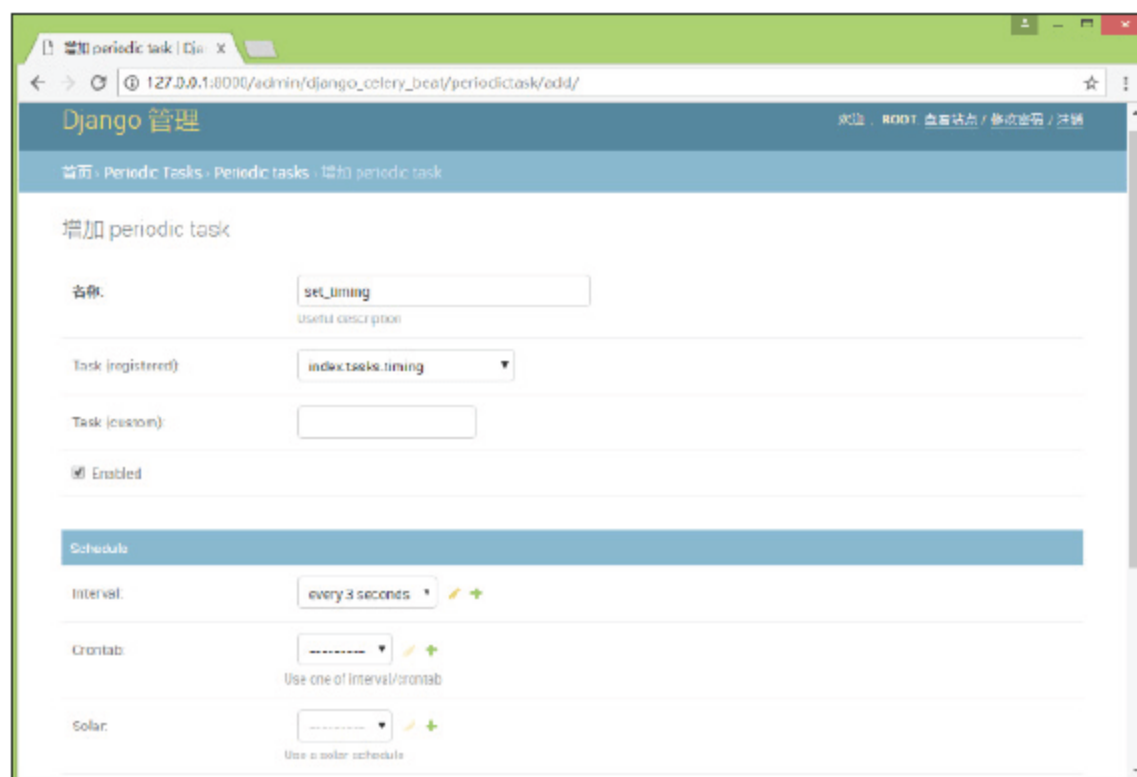 增加 periodic task | Dja X
127.0.0.1:8000/admin/django_celery_beat/periodictask/add/
Django 管理
欢迎， ROOT. 查看站点 / 修改密码 / 注销
首页 › Periodic Tasks › Periodic tasks › 增加 periodic task
增加 periodic task
名称: set_timing
Useful description
Task (registered): index.tasks.timing
Task (custom):
Enabled
Schedule
Interval: every 3 seconds
Crontab: ----------
Use one of interval/crontab
Solar: ----------
Use a solar schedule